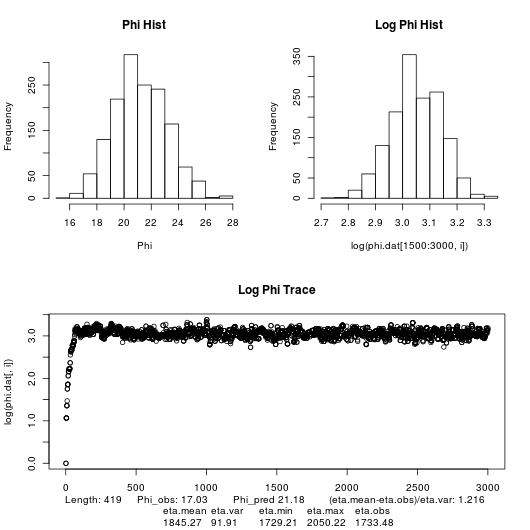 Phi Hist
Log Phi Hist
Frequency
0 50 150 250
16 18 20 22 24 26 28
Phi
Frequency
0 50 150 250 350
2.7 2.8 2.9 3.0 3.1 3.2 3.3
log(phi.dat[1500:3000, i])
Log Phi Trace
log(phi.dat[, i])
0.0 1.0 2.0 3.0
0 500 1000 1500 2000 2500 3000
Length: 419 Phi_obs: 17.03 Phi_pred 21.18 (eta.mean-eta.obs)/eta.var: 1.216
eta.mean eta.var eta.min eta.max eta.obs
1845.27 91.91 1729.21 2050.22 1733.48